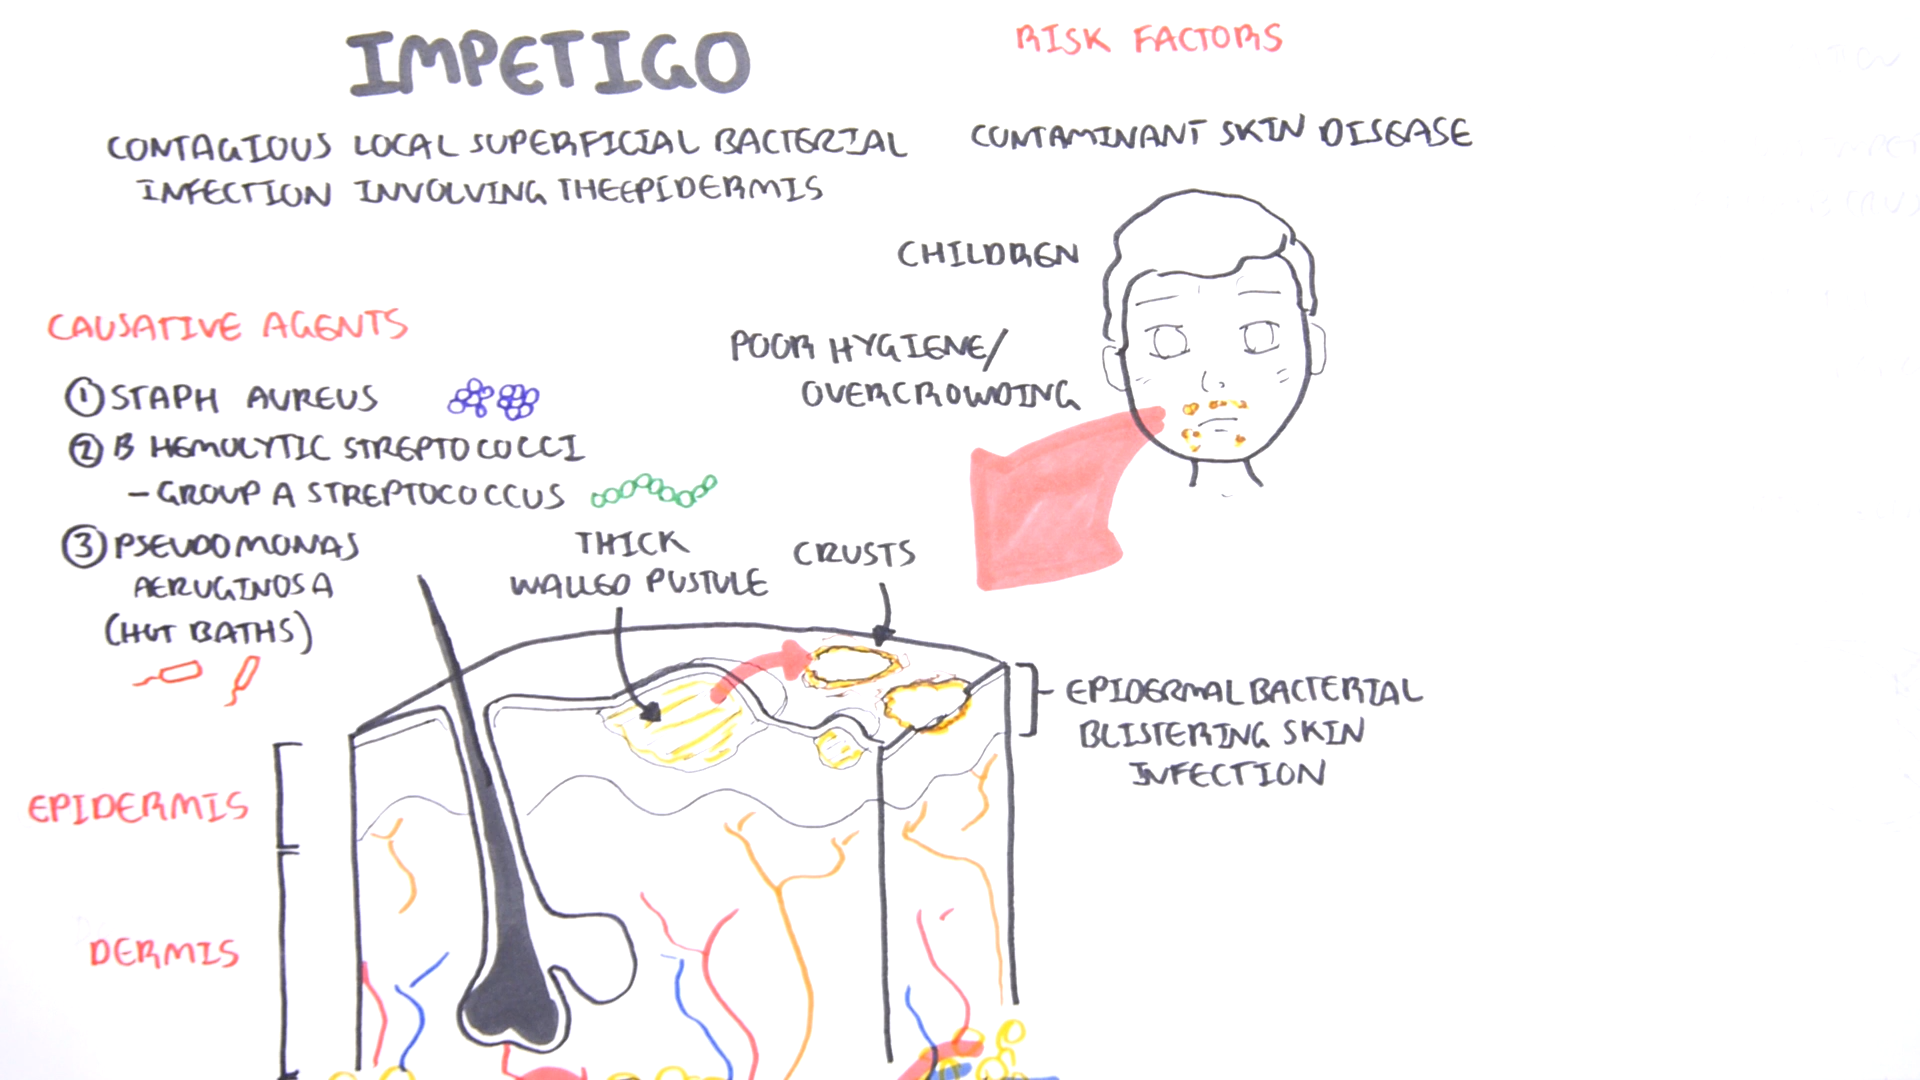 IMPETIGO
CONTAGIOUS LOCAL SUPERFICIAL BACTERIAL
INFECTION INVOLVING THE EPIDERMIS
RISK FACTORS
CONTAMINANT SKIN DISEASE
CHILDREN
POOR HYGIENE/
OVERCROWDING
CAUSATIVE AGENTS
① STAPH AUREUS
② B HEMOLYTIC STREPTOCOCCI
- GROUP A STREPTOCOCCUS
③ PSEUDOMONAS
AERUGINOSA
(HOT BATHS)
THICK
WALLED PUSTULE
CRUSTS
EPIDERMAL BACTERIAL
BLISTERING SKIN
INFECTION
EPIDERMIS
DERMIS